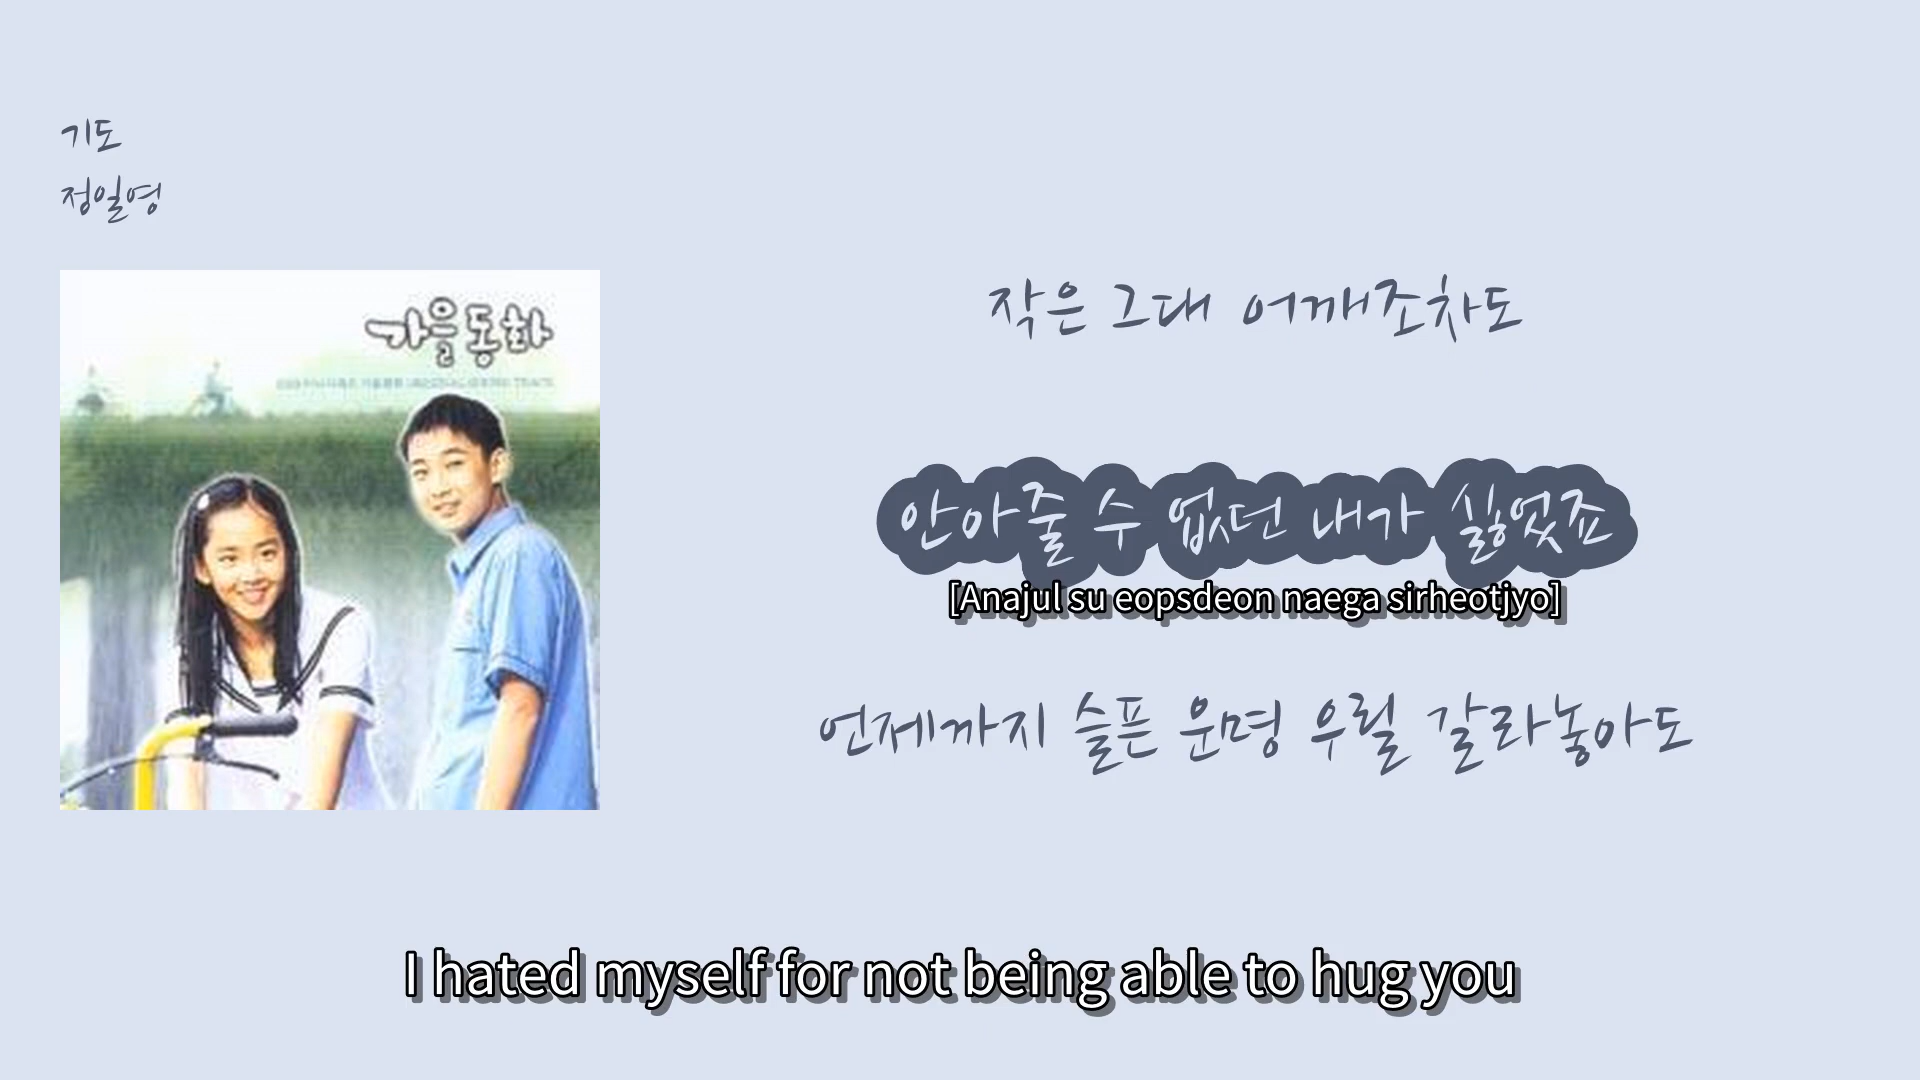 기도
정일영
가을동화
작은 그대 어깨조차도
안아줄 수 없던 내가 싫었죠
[Anajul su eopsdeon naega sirheotjyo]
언제까지 슬픈 운명 우릴 갈라놓아도
I hated myself for not being able to hug you